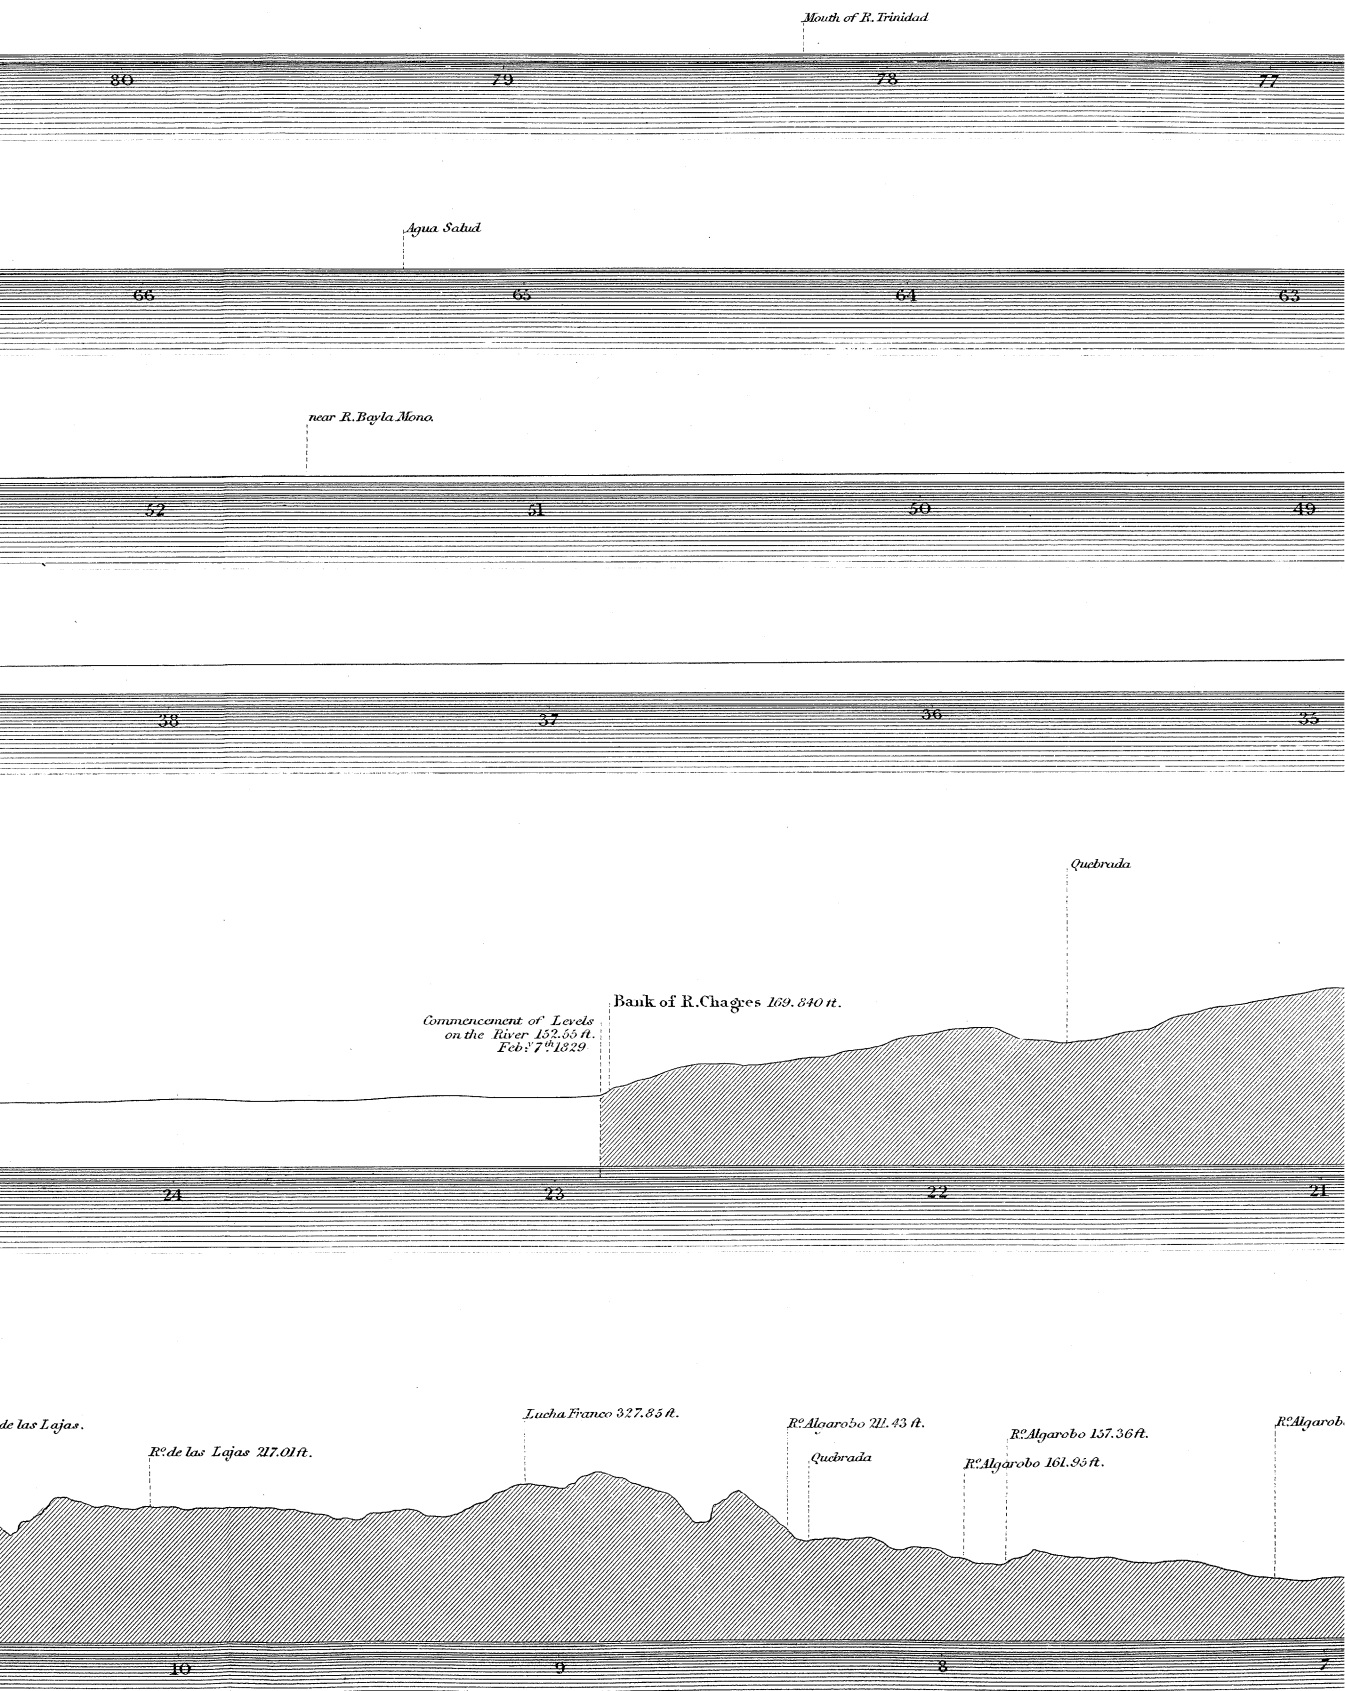 Mouth of R. Trinidad
80 79 78 77
Agua Salud
66 65 64 63
near R. Bayla Mono.
52 51 50 49
38 37 36 35
Quebrada
Bank of R. Chagres 169.840 ft.
Commencement of Levels
on the River 152.55 ft.
Feb.y 7th 1829
24 23 22 21
Lucha Franco 327.85 ft.
de las Lajas.
Ro. Algarobo 211.43 ft.
Ro. Algarob
Ro. Algarobo 157.36 ft.
Ro. de las Lajas 217.01 ft.
Quebrada
Ro. Algarobo 161.95 ft.
10 9 8 7